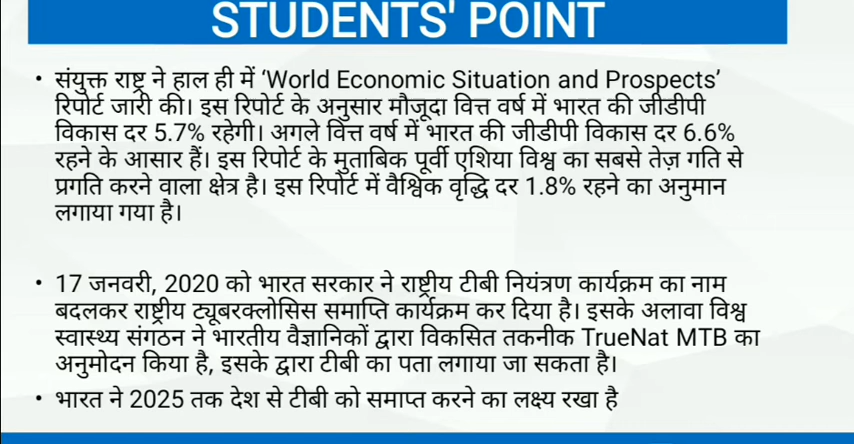 STUDENTS' POINT
• संयुक्त राष्ट्र ने हाल ही में ‘World Economic Situation and Prospects’
रिपोर्ट जारी की। इस रिपोर्ट के अनुसार मौजूदा वित्त वर्ष में भारत की जीडीपी
विकास दर 5.7% रहेगी। अगले वित्त वर्ष में भारत की जीडीपी विकास दर 6.6%
रहने के आसार हैं। इस रिपोर्ट के मुताबिक पूर्वी एशिया विश्व का सबसे तेज़ गति से
प्रगति करने वाला क्षेत्र है। इस रिपोर्ट में वैश्विक वृद्धि दर 1.8% रहने का अनुमान
लगाया गया है।
• 17 जनवरी, 2020 को भारत सरकार ने राष्ट्रीय टीबी नियंत्रण कार्यक्रम का नाम
बदलकर राष्ट्रीय ट्यूबरक्लोसिस समाप्ति कार्यक्रम कर दिया है। इसके अलावा विश्व
स्वास्थ्य संगठन ने भारतीय वैज्ञानिकों द्वारा विकसित तकनीक TrueNat MTB का
अनुमोदन किया है, इसके द्वारा टीबी का पता लगाया जा सकता है।
• भारत ने 2025 तक देश से टीबी को समाप्त करने का लक्ष्य रखा है